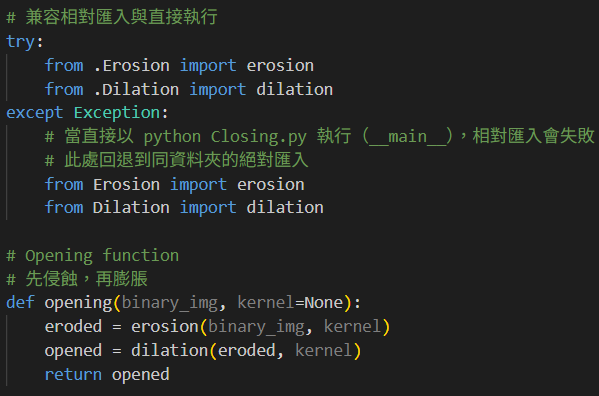 # 兼容相對匯入與直接執行
try:
    from .Erosion import erosion
    from .Dilation import dilation
except Exception:
    # 當直接以 python Closing.py 執行（__main__），相對匯入會失敗
    # 此處回退到同資料夾的絕對匯入
    from Erosion import erosion
    from Dilation import dilation
# Opening function
# 先侵蝕，再膨脹
def opening(binary_img, kernel=None):
    eroded = erosion(binary_img, kernel)
    opened = dilation(eroded, kernel)
    return opened